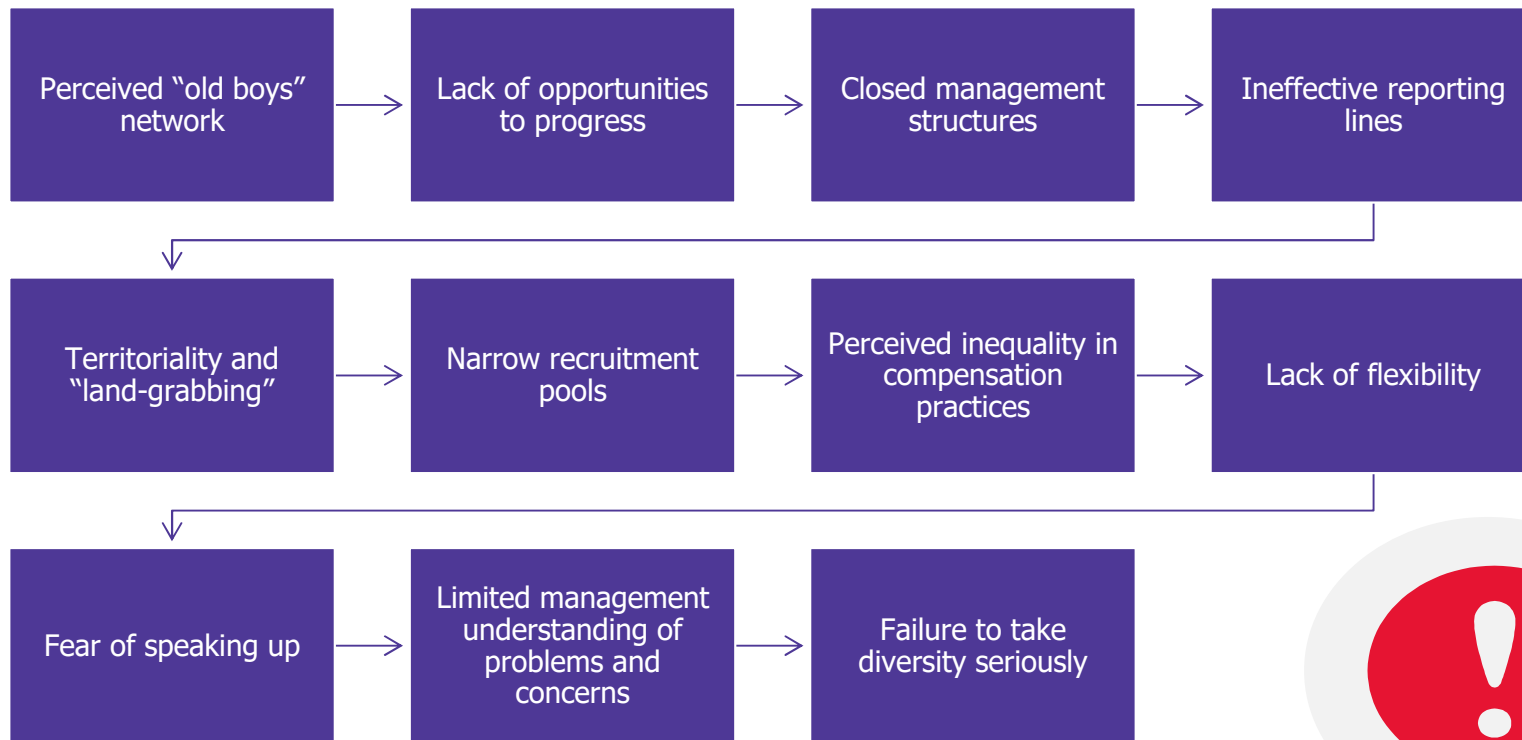 Perceived “old boys”
network
Lack of opportunities
to progress
Closed management
structures
Ineffective reporting
lines
Territoriality and
“land-grabbing”
Narrow recruitment
pools
Perceived inequality in
compensation
practices
Lack of flexibility
Fear of speaking up
Limited management
understanding of
problems and
concerns
Failure to take
diversity seriously
!